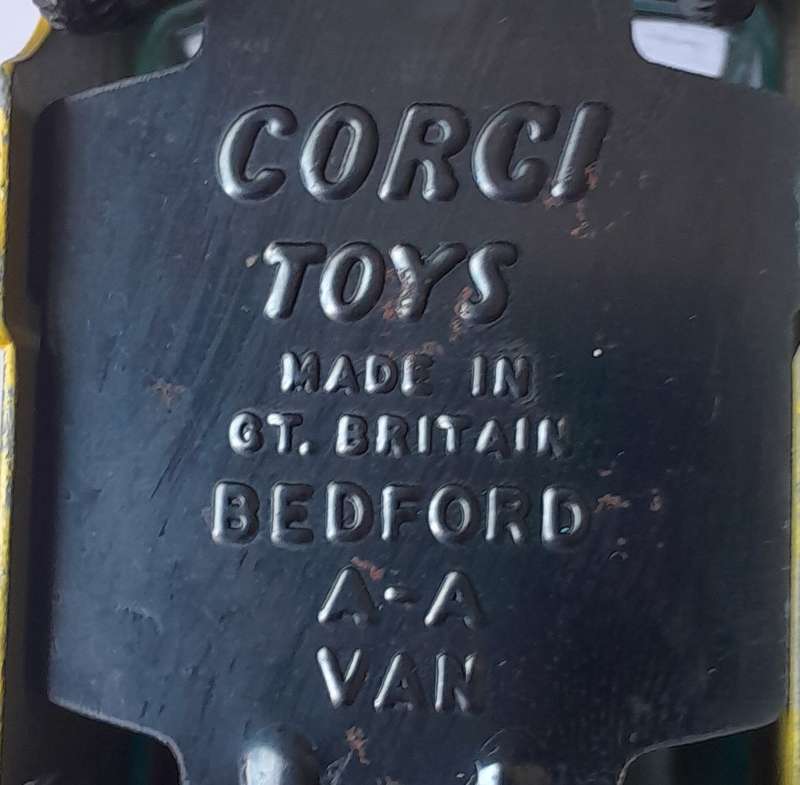 CORGI
TOYS
MADE IN
GT. BRITAIN
BEDFORD
A-A
VAN